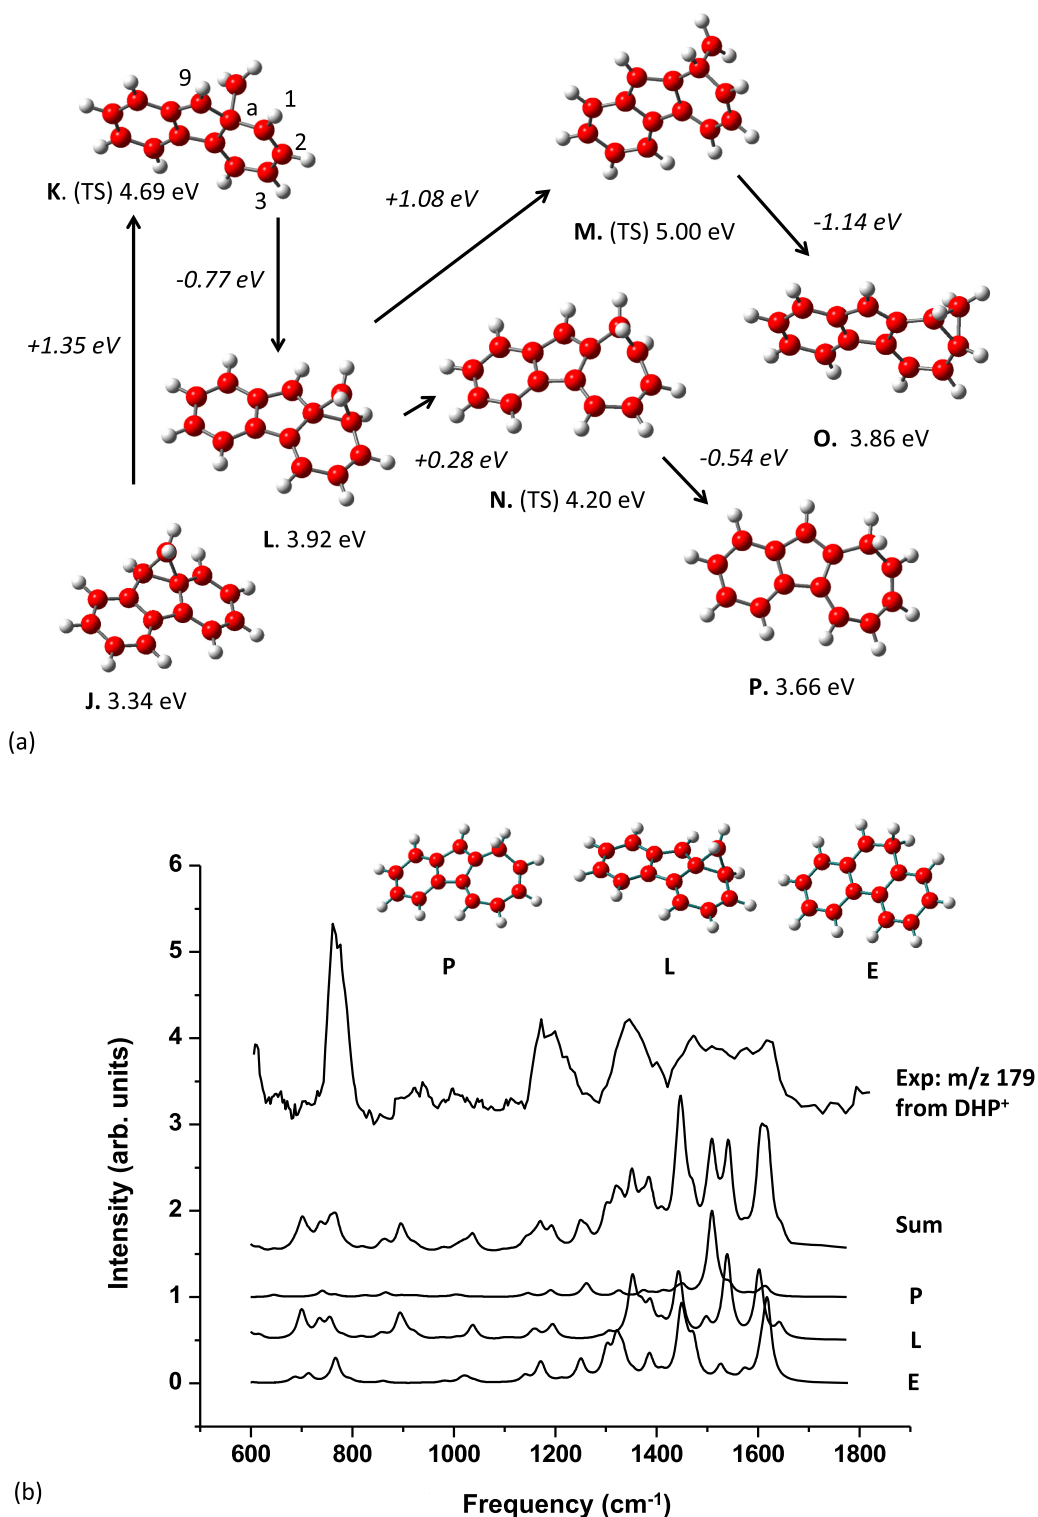 9
a
1
2
3
K. (TS) 4.69 eV
+1.08 eV
M. (TS) 5.00 eV
-1.14 eV
-0.77 eV
+1.35 eV
O. 3.86 eV
+0.28 eV
-0.54 eV
N. (TS) 4.20 eV
L. 3.92 eV
J. 3.34 eV
P. 3.66 eV
(a)
P
L
E
6
5
4
3
2
1
0
Intensity (arb. units)
Exp: m/z 179
from DHP+
Sum
P
L
E
600
800
1000
1200
1400
1600
1800
Frequency (cm-1)
(b)